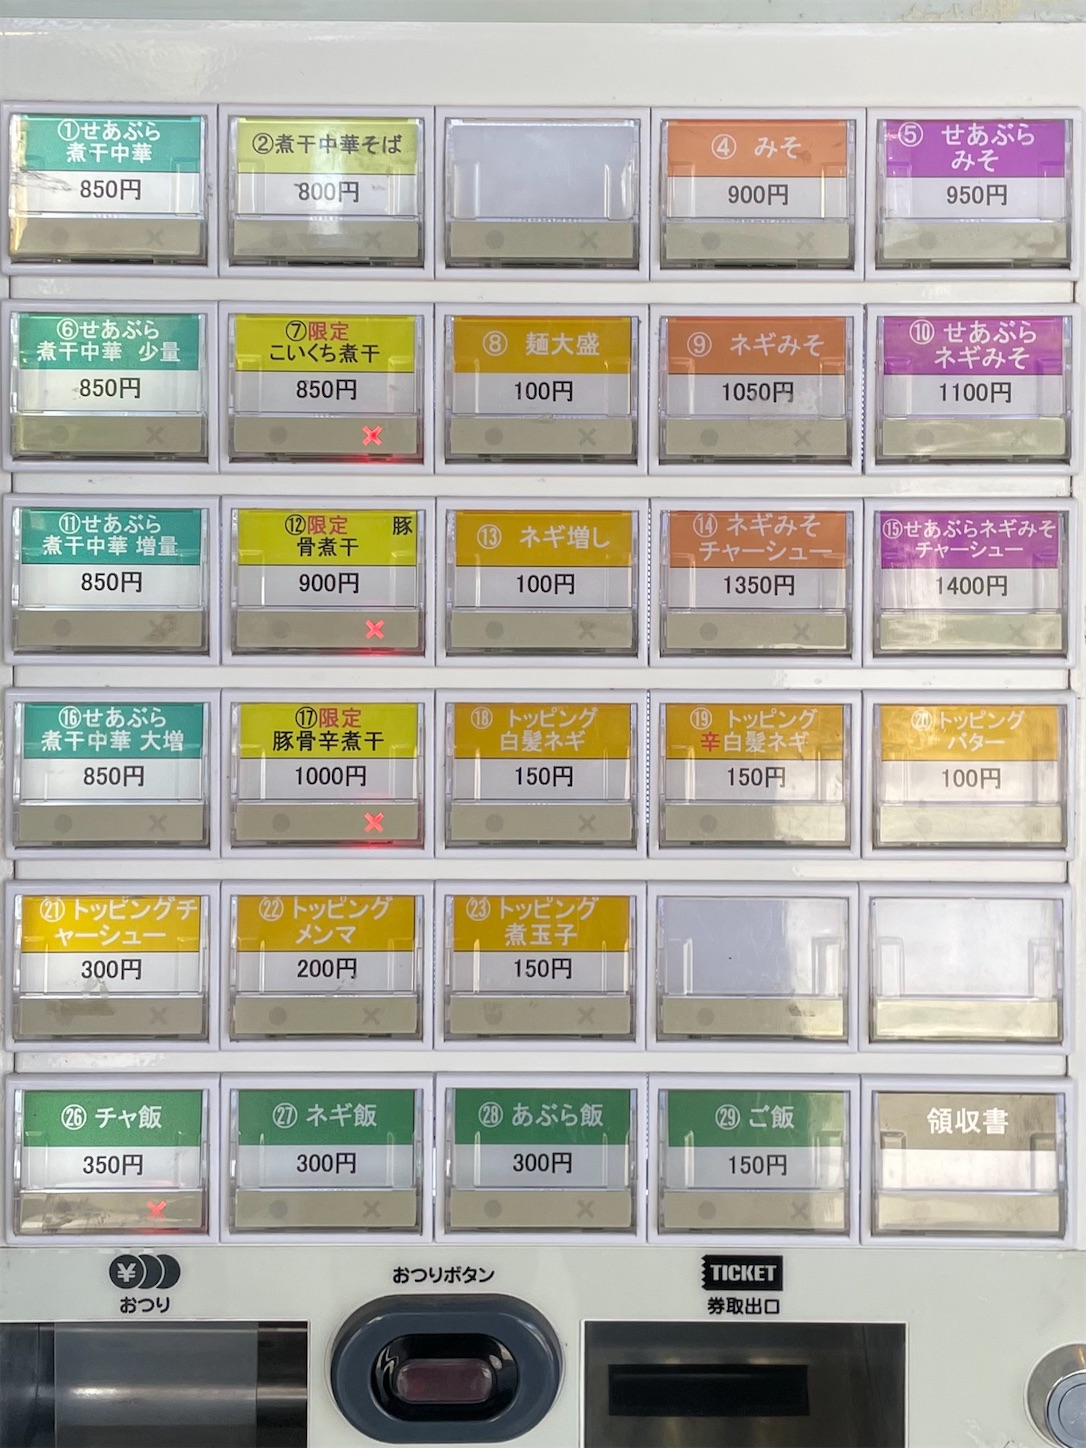 ①せあぶら
煮干中華
850円
②煮干中華そば
800円
④ みそ
900円
⑤ せあぶら
みそ
950円
⑥せあぶら
煮干中華 少量
850円
⑦限定
こいくち煮干
850円
⑧ 麺大盛
100円
⑨ ネギみそ
1050円
⑩ せあぶら
ネギみそ
1100円
⑪せあぶら
煮干中華 増量
850円
⑫限定 豚
骨煮干
900円
⑬ ネギ増し
100円
⑭ ネギみそ
チャーシュー
1350円
⑮せあぶらネギみそ
チャーシュー
1400円
⑯せあぶら
煮干中華 大増
850円
⑰限定
豚骨辛煮干
1000円
⑱ トッピング
白髪ネギ
150円
⑲ トッピング
辛白髪ネギ
150円
⑳トッピング
バター
100円
㉑ トッピングチ
ャーシュー
300円
㉒ トッピング
メンマ
200円
㉓ トッピング
煮玉子
150円
㉖ チャ飯
350円
㉗ ネギ飯
300円
㉘ あぶら飯
300円
㉙ ご飯
150円
領収書
¥
おつり
おつりボタン
TICKET
券取出口